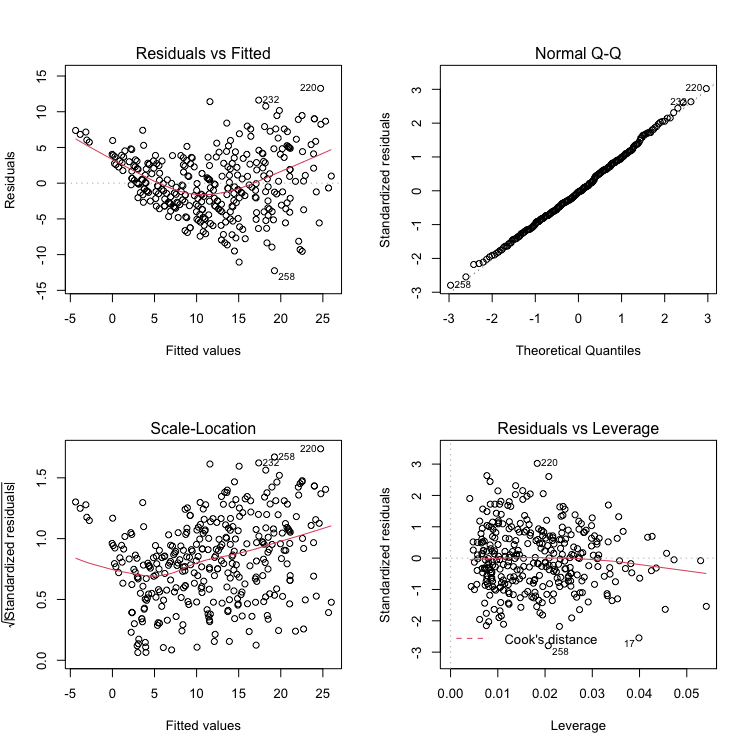 Residuals vs Fitted
Residuals
15
10
5
0
-5
-10
-15
220
232
258
-5 0 5 10 15 20 25
Fitted values
Normal Q-Q
Standardized residuals
3
2
1
0
-1
-2
-3
220
232
258
-3 -2 -1 0 1 2 3
Theoretical Quantiles
Scale-Location
√|Standardized residuals|
1.5
1.0
0.5
0.0
220
258
232
-5 0 5 10 15 20 25
Fitted values
Residuals vs Leverage
Standardized residuals
3
2
1
0
-1
-2
-3
220
Cook's distance
17
258
0.00 0.01 0.02 0.03 0.04 0.05
Leverage